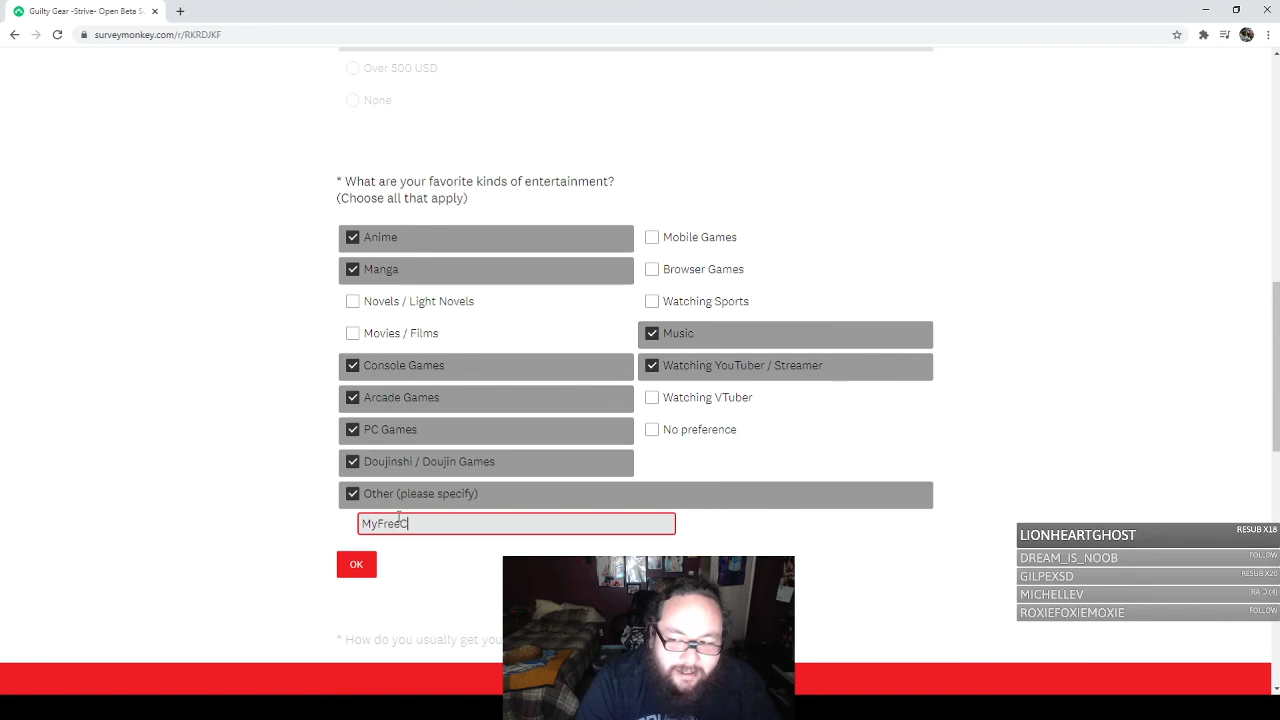 Guilty Gear -Strive- Open Beta Su
surveymonkey.com/r/RKRDJKF
Over 500 USD
None
* What are your favorite kinds of entertainment?
(Choose all that apply)
Anime
Mobile Games
Manga
Browser Games
Novels / Light Novels
Watching Sports
Movies / Films
Music
Console Games
Watching YouTuber / Streamer
Arcade Games
Watching VTuber
PC Games
No preference
Doujinshi / Doujin Games
Other (please specify)
MyFreeC
OK
* How do you usually get you
LIONHEARTGHOST RESUB X18
DREAM_IS_NOOB FOLLOW
GILPEXSD RESUB X20
MICHELLEV
ROXIEFOXIEMOXIE FOLLOW